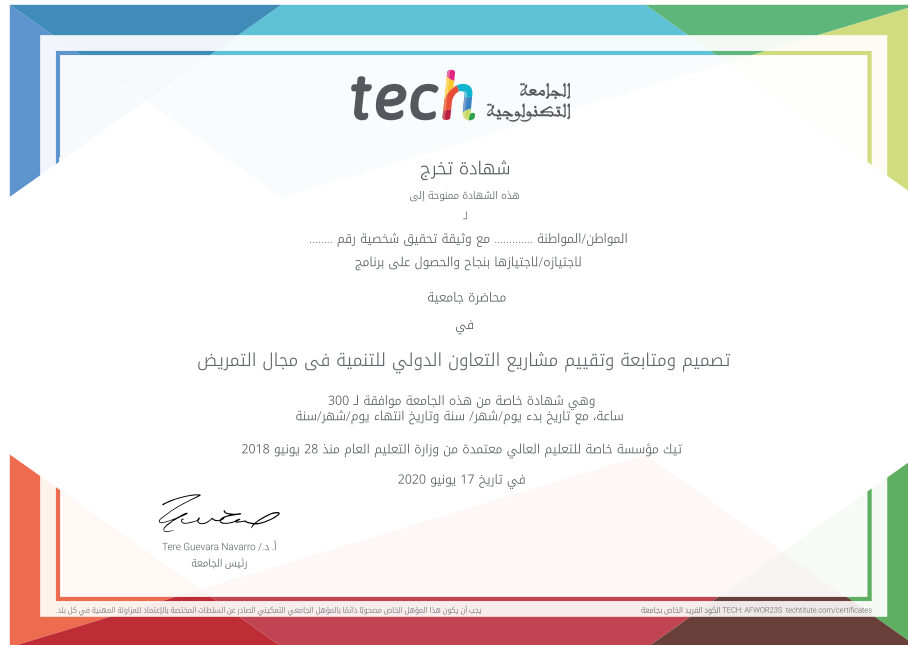 tech الجامعة
التكنولوجية
شهادة تخرج
هذه الشهادة ممنوحة إلى
لـ
المواطن/المواطنة ............. مع وثيقة تحقيق شخصية رقم ........
لاجتيازه/لاجتيازها بنجاح والحصول على برنامج
محاضرة جامعية
في
تصميم ومتابعة وتقييم مشاريع التعاون الدولي للتنمية فى مجال التمريض
وهي شهادة خاصة من هذه الجامعة موافقة لـ 300
ساعة، مع تاريخ بدء يوم/شهر/ سنة وتاريخ انتهاء يوم/شهر/سنة
تيك مؤسسة خاصة للتعليم العالي معتمدة من وزارة التعليم العام منذ 28 يونيو 2018
في تاريخ 17 يونيو 2020
أ. د./ Tere Guevara Navarro
رئيس الجامعة
يجب أن يكون هذا المؤهل الخاص مصحوبًا دائمًا بالمؤهل الجامعي التمكيني الصادر عن السلطات المختصة بالإعتماد للمزاولة المهنية في كل بلد.
الكود الفريد الخاص بجامعة TECH: AFWOR23S techtitute.com/certificates